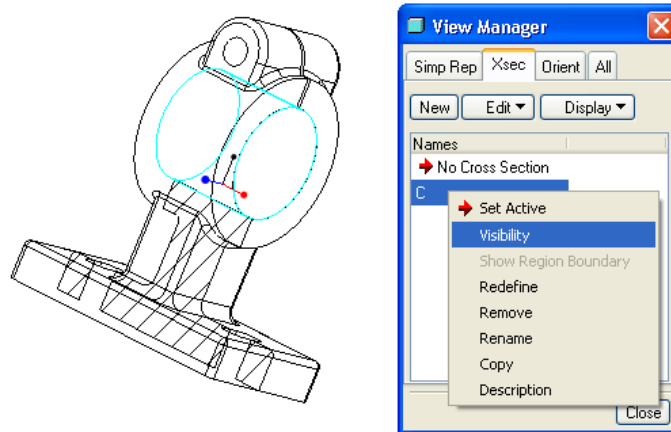 View Manager
Simp Rep Xsec Orient All
New Edit Display
Names
No Cross Section
C
Set Active
Visibility
Show Region Boundary
Redefine
Remove
Rename
Copy
Description
Close